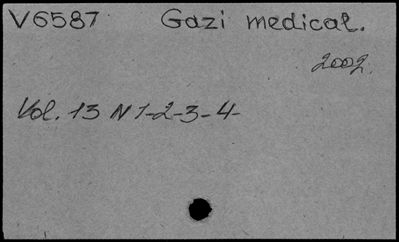 V6587 Gazi medical.
2002.
Vol. 13 N 1-2-3-4-